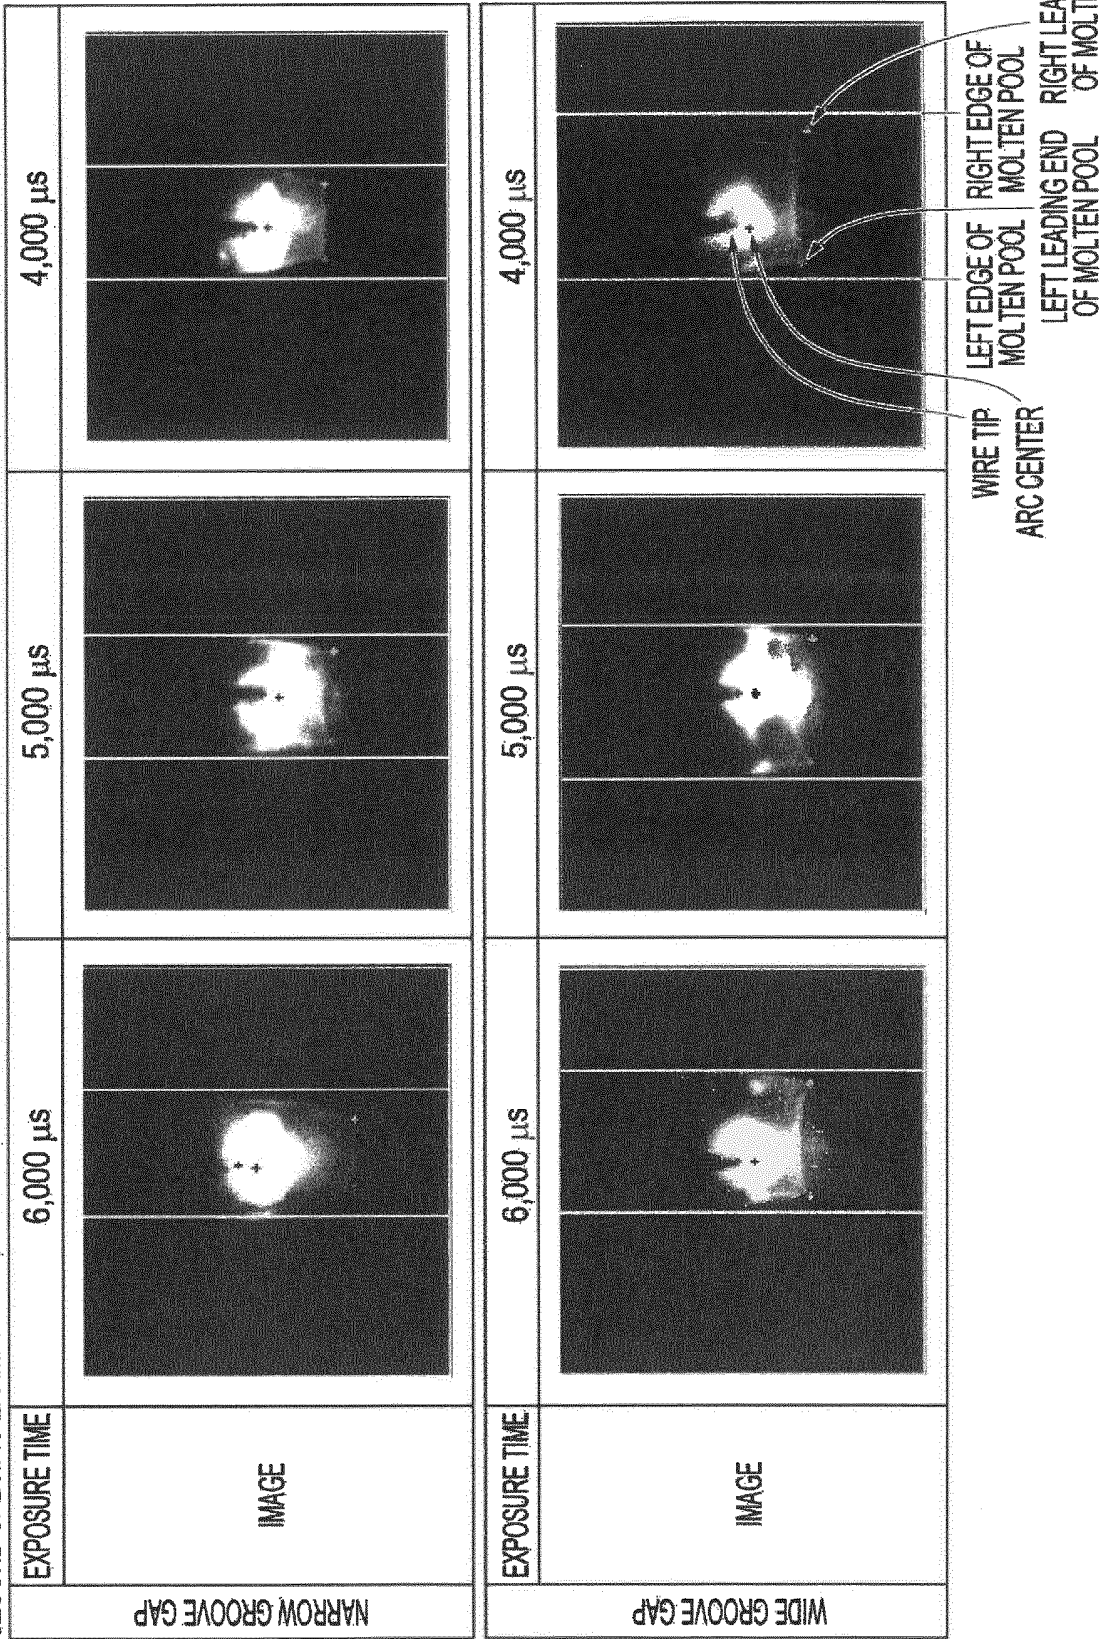 NARROW GROOVE GAP
EXPOSURE TIME
6,000 µs
5,000 µs
4,000 µs
IMAGE
WIDE GROOVE GAP
EXPOSURE TIME
6,000 µs
5,000 µs
4,000 µs
IMAGE
WIRE TIP
ARC CENTER
LEFT EDGE OF
MOLTEN POOL
RIGHT EDGE OF
MOLTEN POOL
LEFT LEADING END
OF MOLTEN POOL
RIGHT
OF